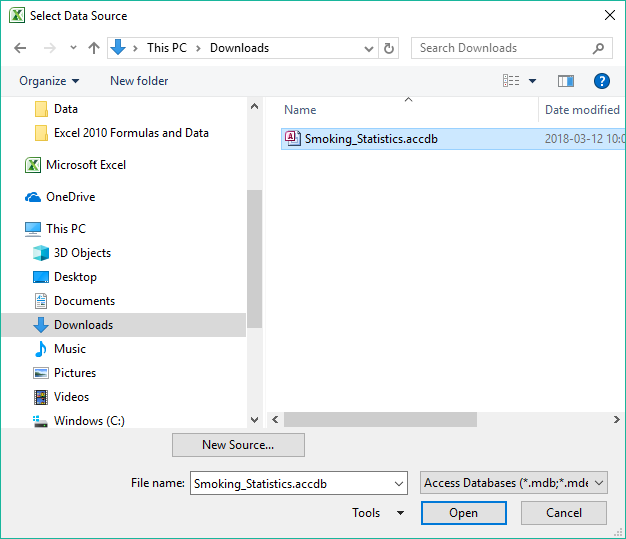 Select Data Source
This PC > Downloads
Search Downloads
Organize
New folder
Data
Excel 2010 Formulas and Data
Microsoft Excel
OneDrive
This PC
3D Objects
Desktop
Documents
Downloads
Music
Pictures
Videos
Windows (C:)
Name
Date modified
Smoking_Statistics.accdb
2018-03-12 10:0
New Source...
File name:
Smoking_Statistics.accdb
Access Databases (*.mdb;*.mde
Tools
Open
Cancel